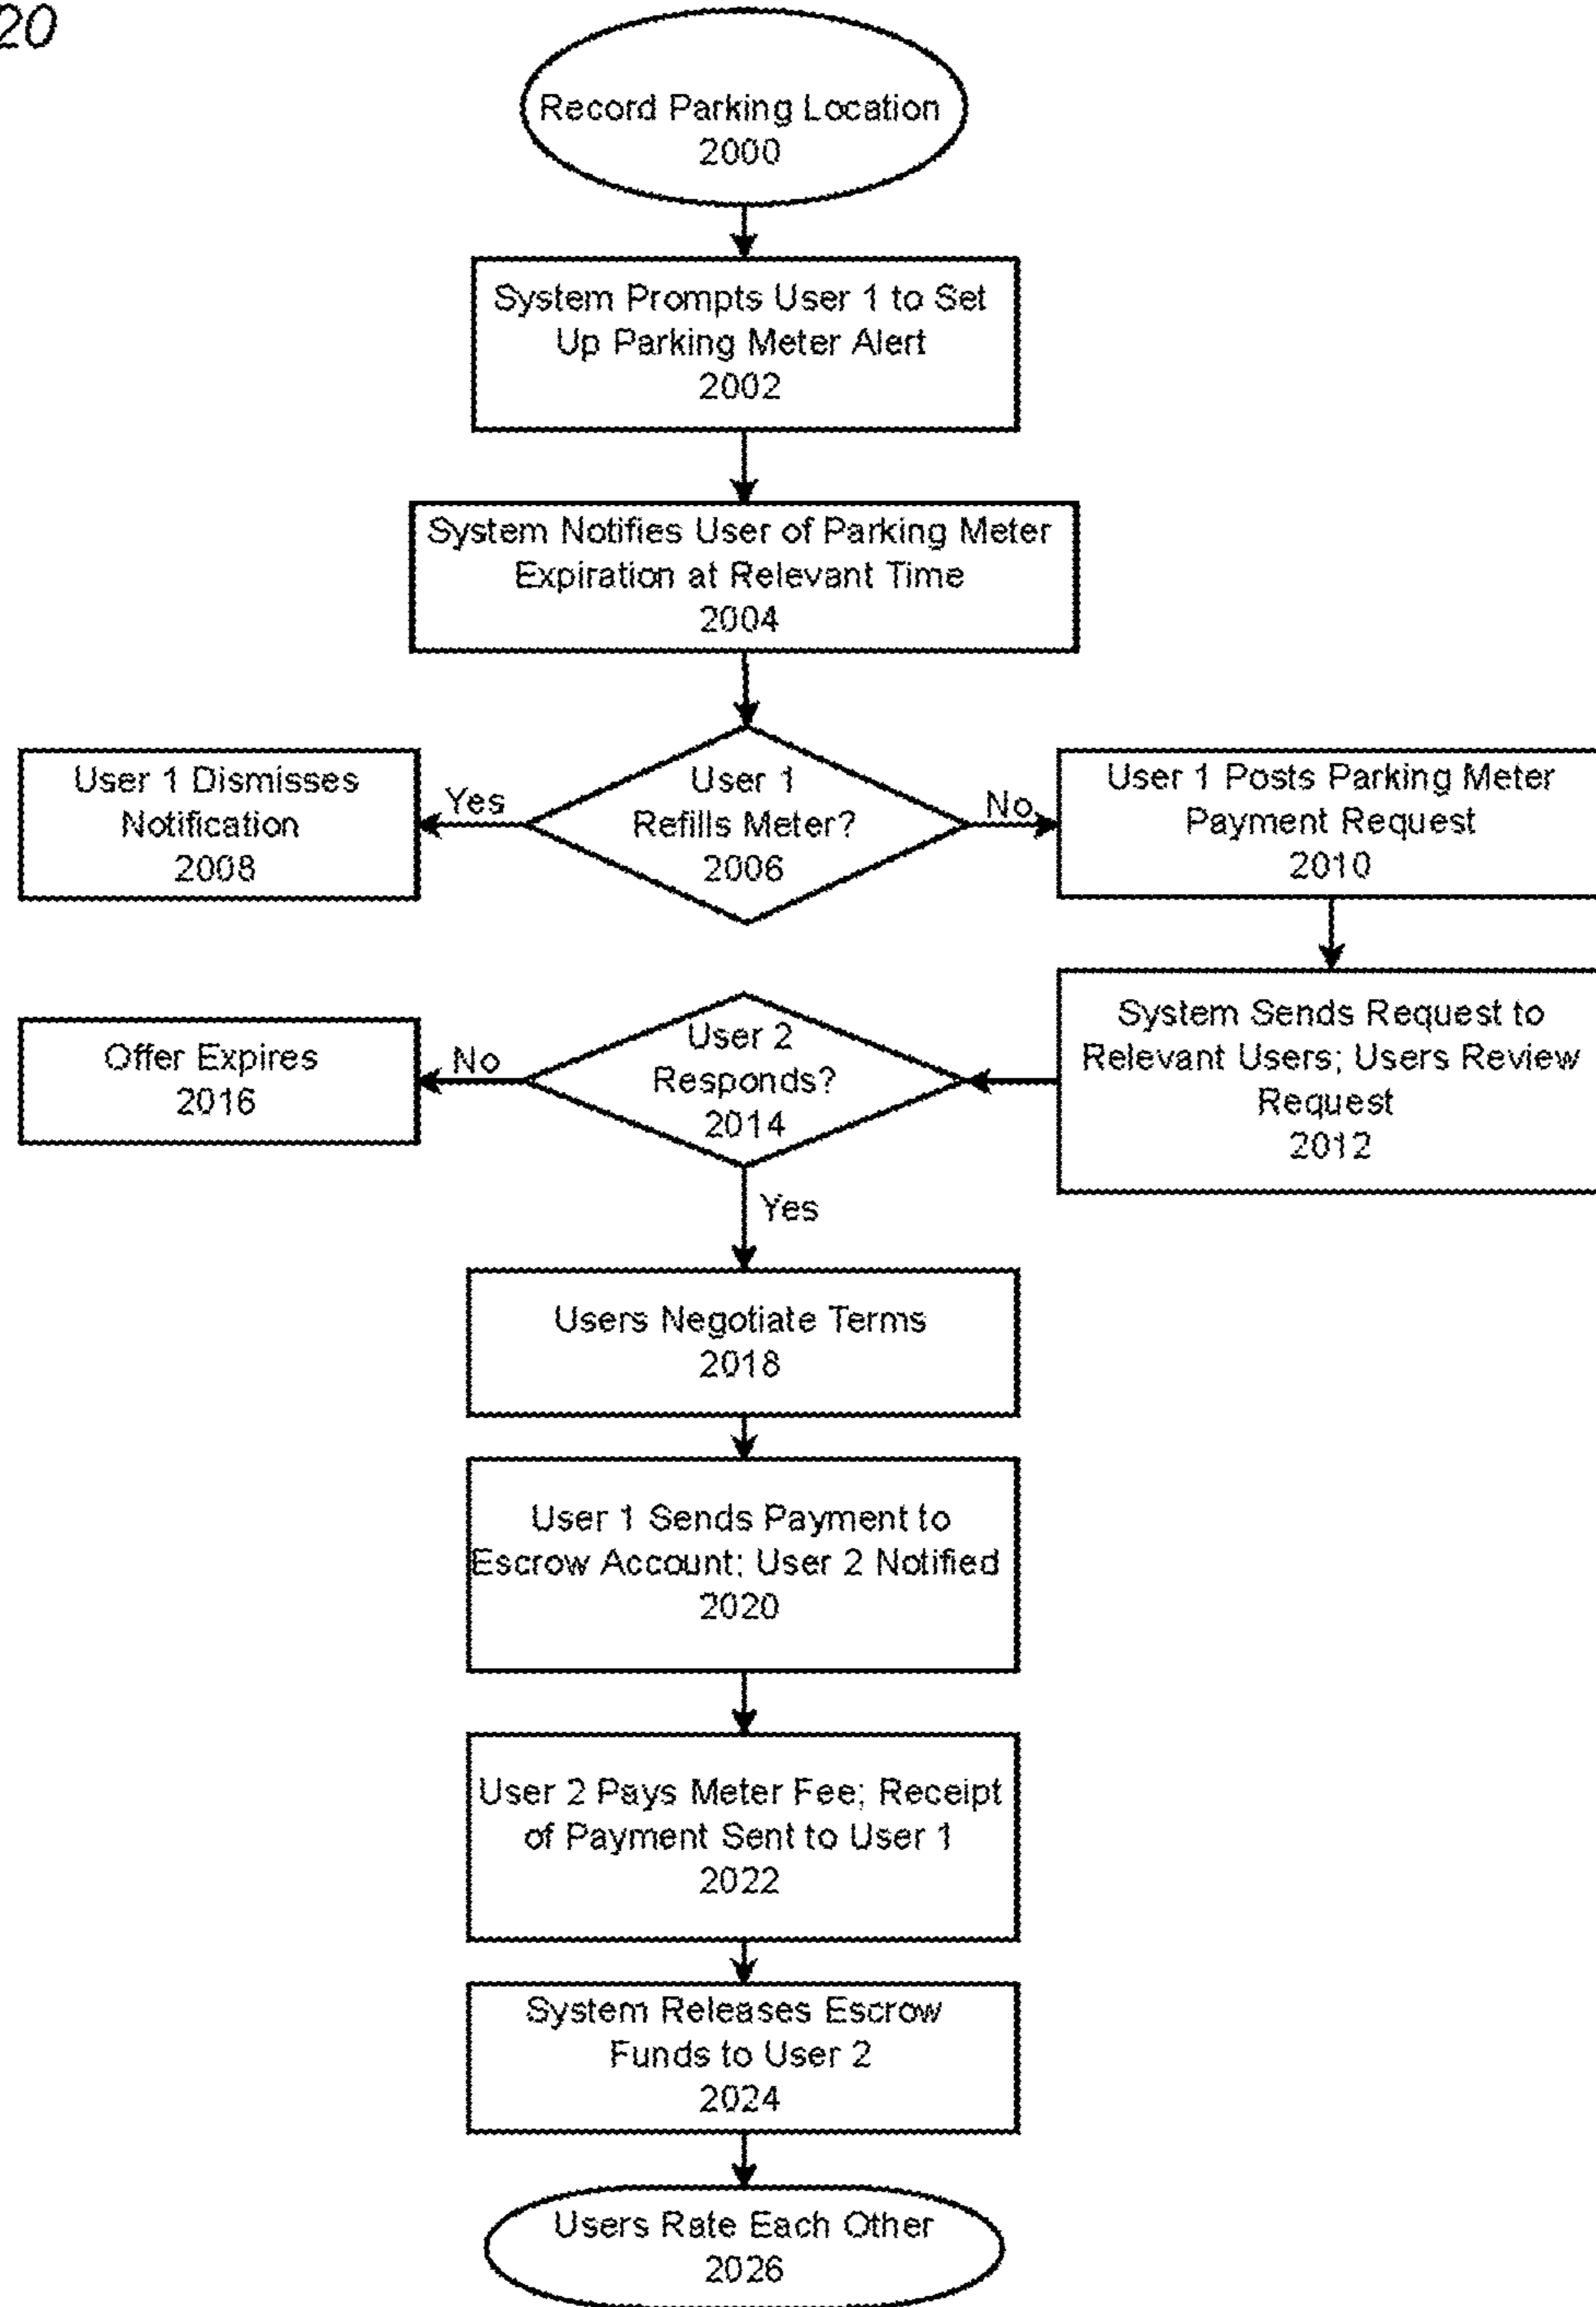 20
Record Parking Location
2000
System Prompts User 1 to Set
Up Parking Meter Alert
2002
System Notifies User of Parking Meter
Expiration at Relevant Time
2004
User 1 Dismisses
Notification
2008
Yes
User 1
Refills Meter?
2006
No
User 1 Posts Parking Meter
Payment Request
2010
System Sends Request to
Relevant Users; Users Review
Request
2012
User 2
Responds?
2014
No
Offer Expires
2016
Yes
Users Negotiate Terms
2018
User 1 Sends Payment to
Escrow Account; User 2 Notified
2020
User 2 Pays Meter Fee; Receipt
of Payment Sent to User 1
2022
System Releases Escrow
Funds to User 2
2024
Users Rate Each Other
2026